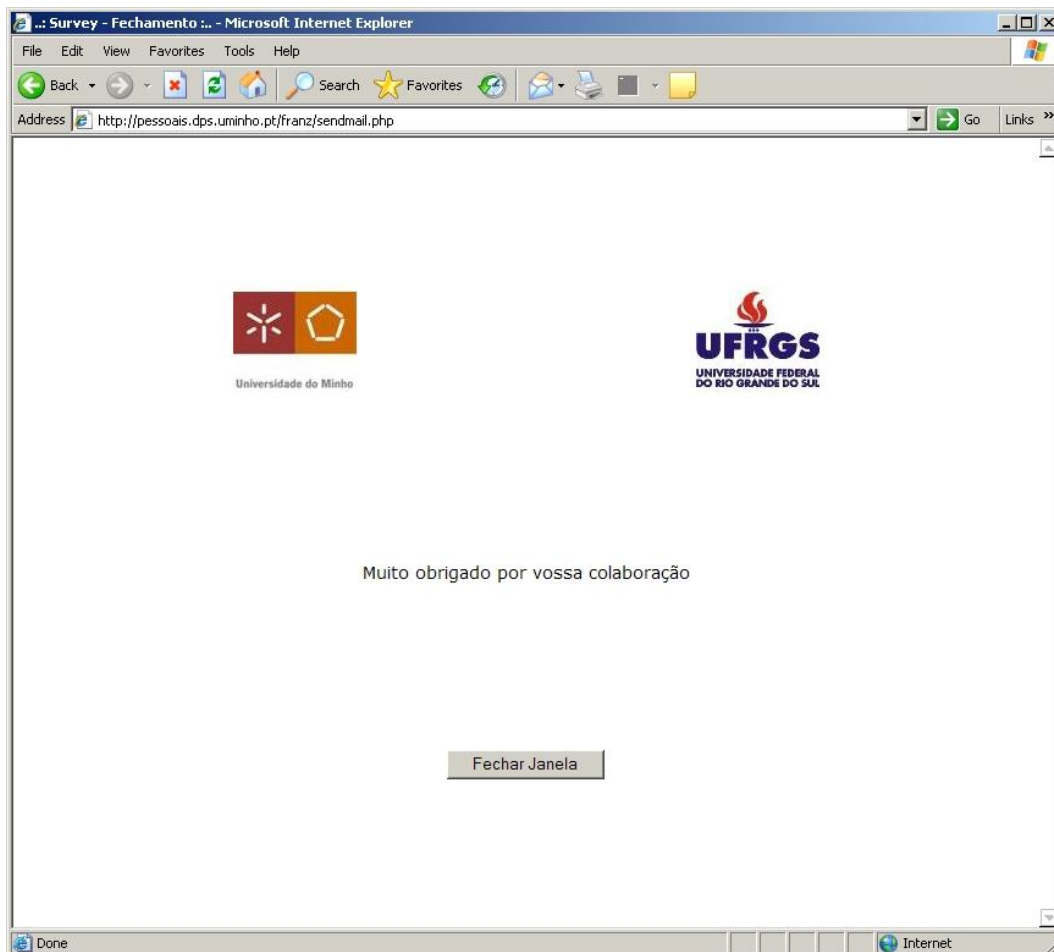 ..: Survey - Fechamento :.. - Microsoft Internet Explorer
File Edit View Favorites Tools Help
Back Search Favorites
Address http://pessoais.dps.uminho.pt/franz/sendmail.php Go Links »
UFRGS
Universidade do Minho
UNIVERSIDADE FEDERAL
DO RIO GRANDE DO SUL
Muito obrigado por vossa colaboração
Fechar Janela
Done Internet